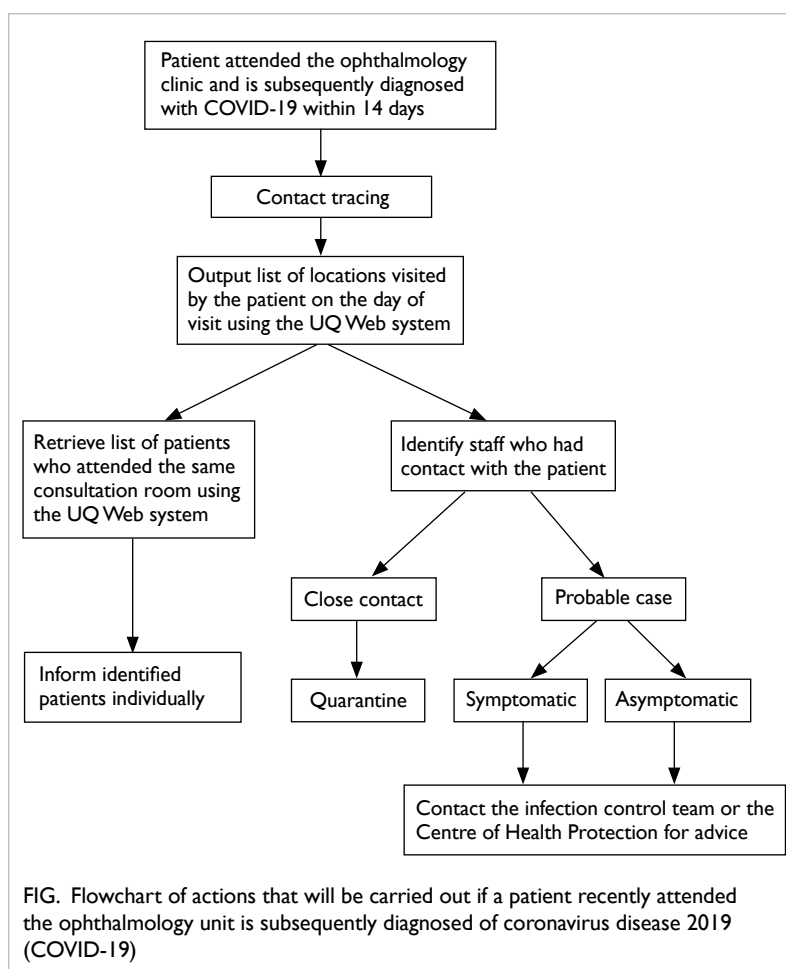 Patient attended the ophthalmology
clinic and is subsequently diagnosed
with COVID-19 within 14 days
Contact tracing
Output list of locations visited
by the patient on the day of
visit using the UQ Web system
Retrieve list of patients
who attended the same
consultation room using
the UQ Web system
Identify staff who had
contact with the patient
Close contact
Probable case
Inform identified
patients individually
Quarantine
Symptomatic
Asymptomatic
Contact the infection control team or the
Centre of Health Protection for advice
FIG. Flowchart of actions that will be carried out if a patient recently attended
the ophthalmology unit is subsequently diagnosed of coronavirus disease 2019
(COVID-19)